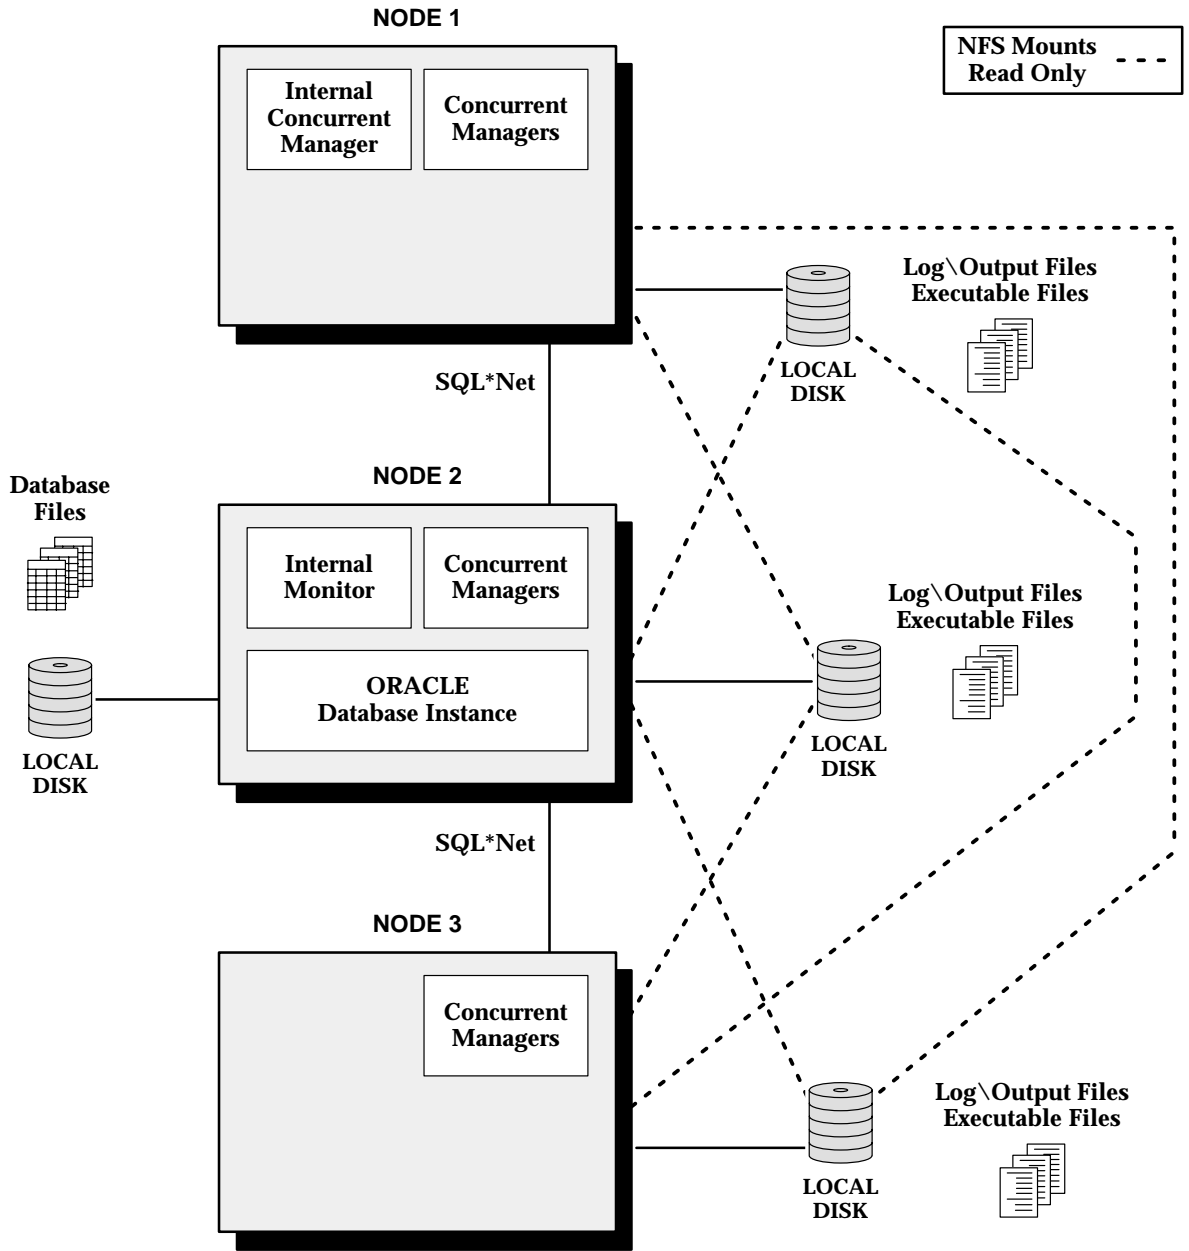 NODE 1
NFS Mounts
Read Only
Internal
Concurrent
Manager
Concurrent
Managers
Log\Output Files
Executable Files
LOCAL
DISK
SQL*Net
NODE 2
Database
Files
Internal
Monitor
Concurrent
Managers
ORACLE
Database Instance
LOCAL
DISK
Log\Output Files
Executable Files
LOCAL
DISK
SQL*Net
NODE 3
Concurrent
Managers
Log\Output Files
Executable Files
LOCAL
DISK